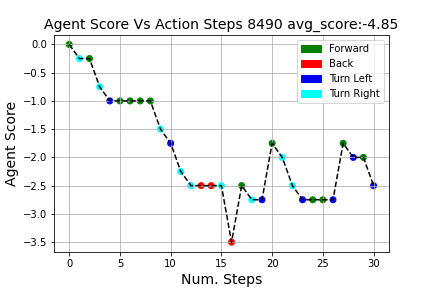 Agent Score Vs Action Steps 8490 avg_score:-4.85
Agent Score
0.0
−0.5
−1.0
−1.5
−2.0
−2.5
−3.0
−3.5
Forward
Back
Turn Left
Turn Right
0 5 10 15 20 25 30
Num. Steps